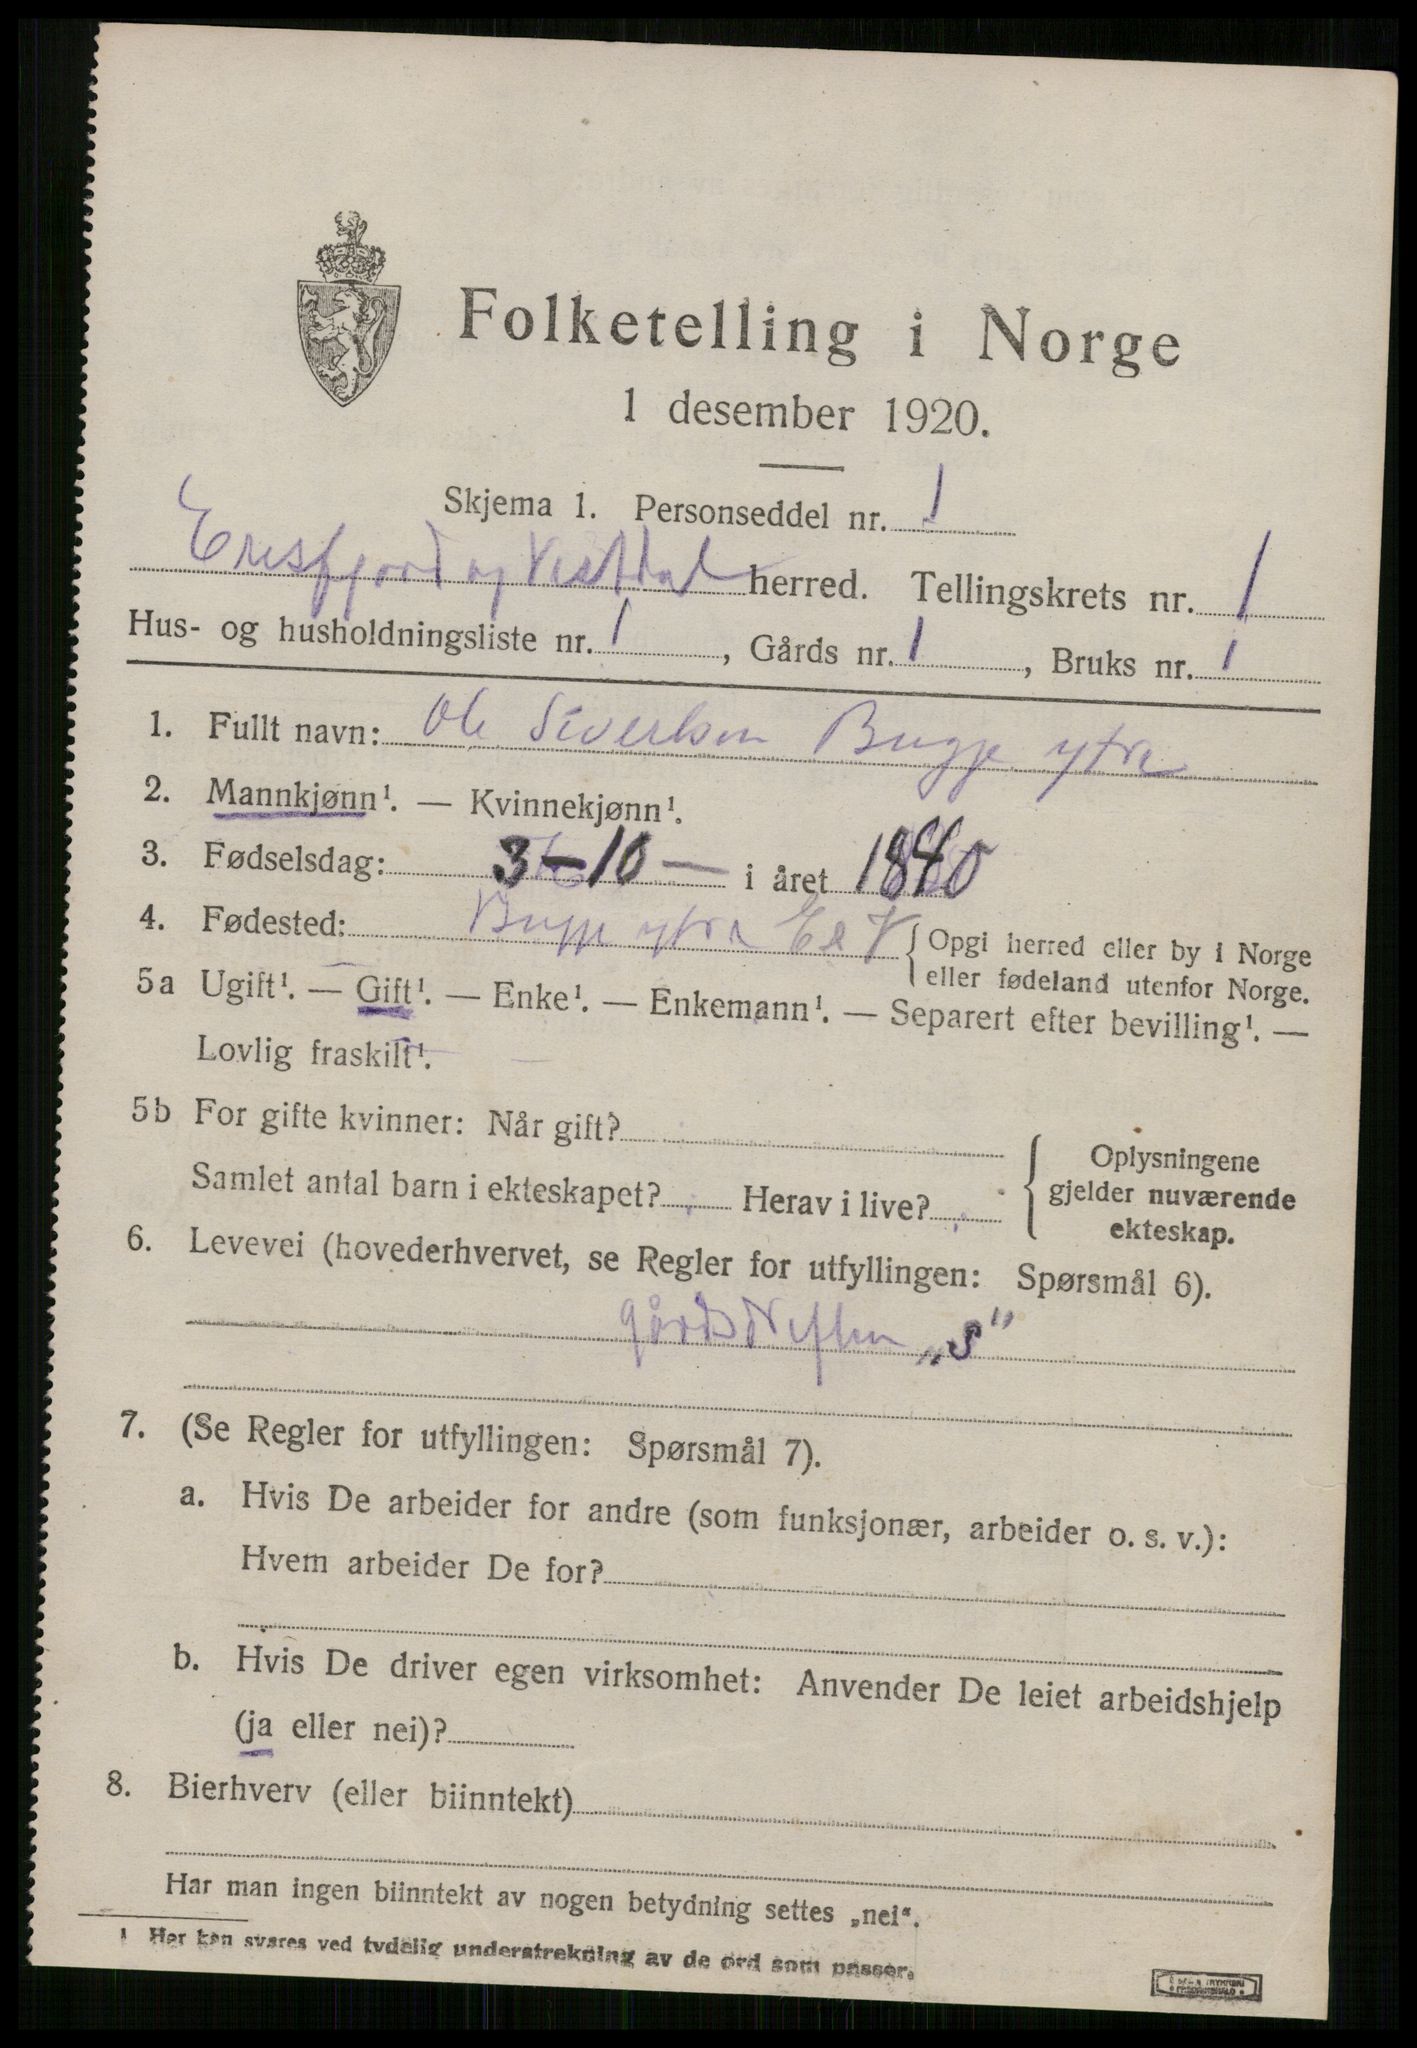 Folketelling i Norge
1 desember 1920.
Skjema 1. Personseddel nr. 1
Eresfjord og Vistdal herred. Tellingskrets nr. 1
Hus- og husholdningsliste nr. 1, Gårds nr. 1, Bruks nr. 1
1. Fullt navn: Ole Sivertsen Bugge ytre
2. Mannkjønn¹. — Kvinnekjønn¹.
3. Fødselsdag: 3-10 — i året 1840
4. Fødested: Bugge ytre E & V { Opgi herred eller by i Norge
eller fødeland utenfor Norge.
5a Ugift¹. — Gift¹. — Enke¹. — Enkemann¹. — Separert efter bevilling¹. —
Lovlig fraskilt¹.
5b For gifte kvinner: Når gift?
Samlet antal barn i ekteskapet? Herav i live?
Oplysningene
gjelder nuværende
ekteskap.
6. Levevei (hovederhvervet, se Regler for utfyllingen: Spørsmål 6).
„S"
7. (Se Regler for utfyllingen: Spørsmål 7).
a. Hvis De arbeider for andre (som funksjonær, arbeider o. s. v.):
Hvem arbeider De for?
b. Hvis De driver egen virksomhet: Anvender De leiet arbeidshjelp
(ja eller nei)?
8. Bierhverv (eller biinntekt)
Har man ingen biinntekt av nogen betydning settes „nei".
1 Her kan svares ved tydelig understrekning av de ord som passer.